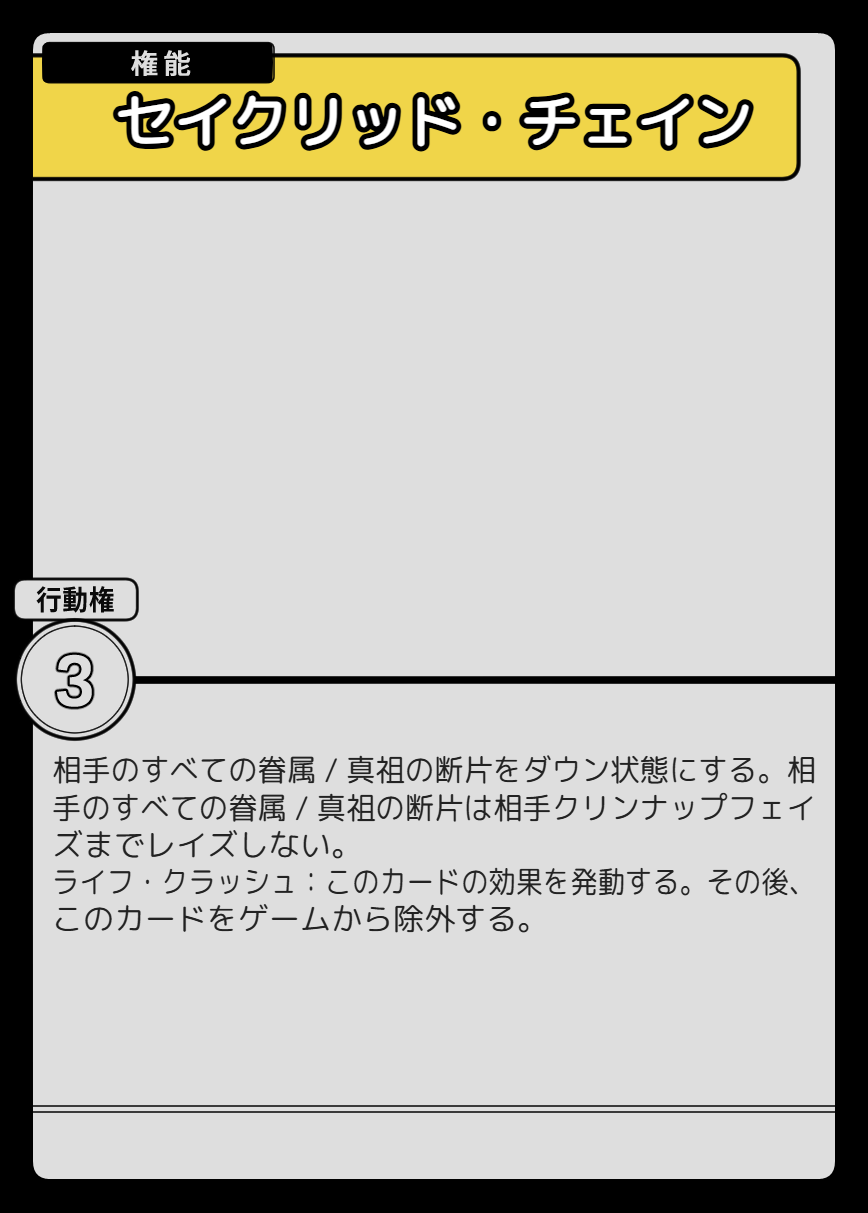 権能
セイクリッド・チェイン
行動権
3
相手のすべての眷属 / 真祖の断片をダウン状態にする。相
手のすべての眷属 / 真祖の断片は相手クリンナップフェイ
ズまでレイズしない。
ライフ・クラッシュ：このカードの効果を発動する。その後、
このカードをゲームから除外する。